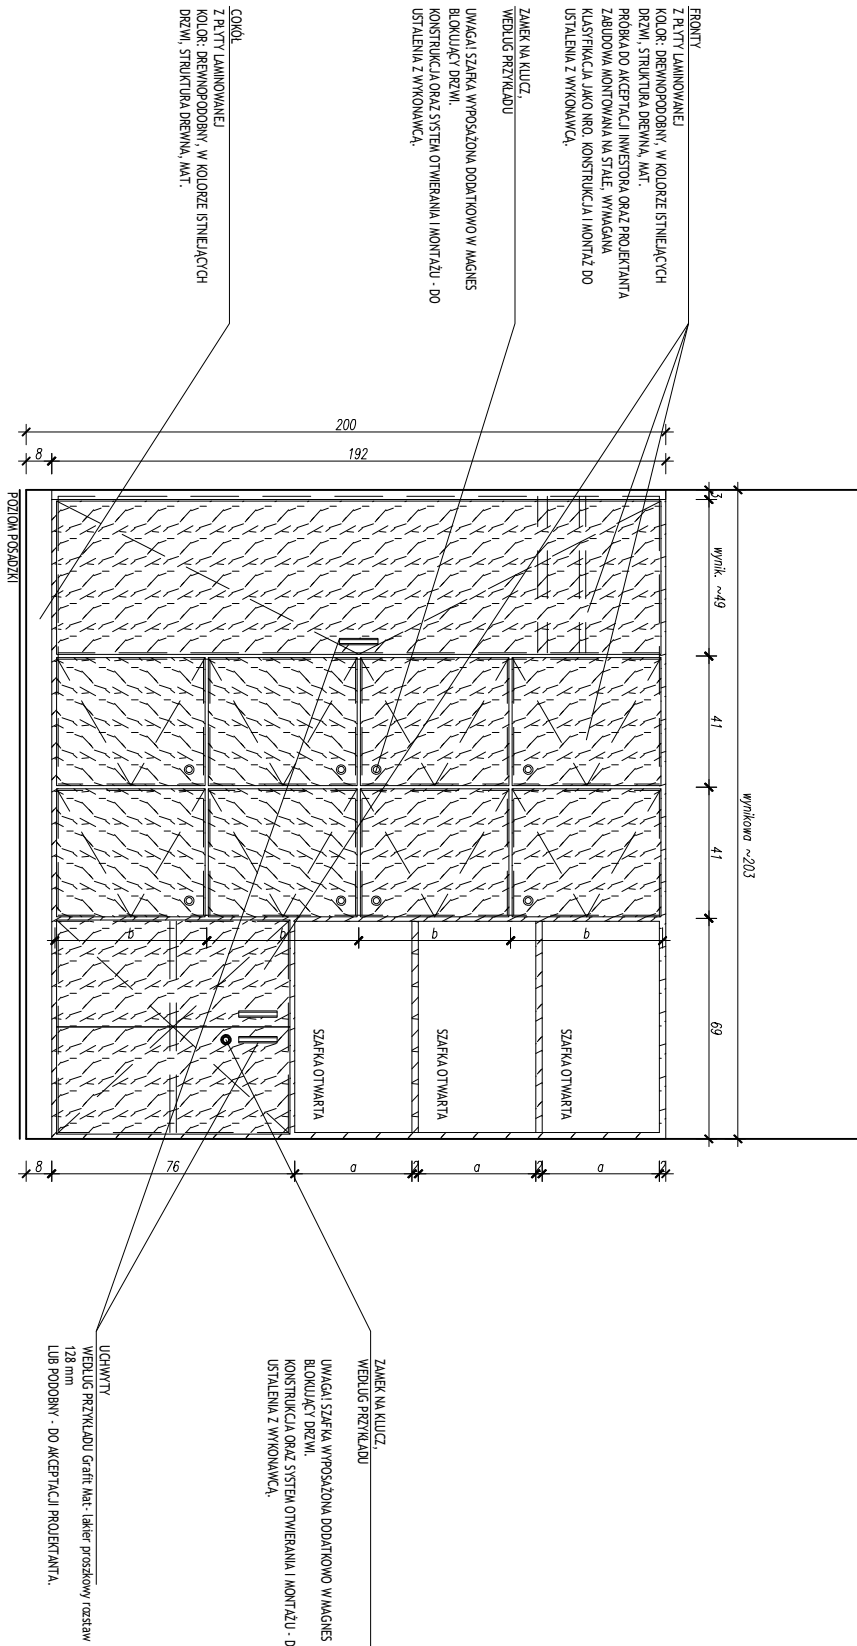 FRONTY
Z PŁYTY LAMINOWANEJ
KOLOR: DREWNOPODOBNY, W KOLORZE ISTNIEJĄCYCH
DRZWI, STRUKTURA DREWNA, MAT.
PRÓBKA DO AKCEPTACJI INWESTORA ORAZ PROJEKTANTA
ZABUDOWA MONTOWANA NA STAŁE, WYMAGANA
KLASYFIKACJA JAKO NRO. KONSTRUKCJA I MONTAŻ DO
USTALENIA Z WYKONAWCĄ.
ZAMEK NA KLUCZ,
WEDŁUG PRZYKŁADU
UWAGA! SZAFKA WYPOSAŻONA DODATKOWO W MAGNES
BLOKUJĄCY DRZWI.
KONSTRUKCJA ORAZ SYSTEM OTWIERANIA I MONTAŻU - DO
USTALENIA Z WYKONAWCĄ.
COKÓŁ
Z PŁYTY LAMINOWANEJ
KOLOR: DREWNOPODOBNY, W KOLORZE ISTNIEJĄCYCH
DRZWI, STRUKTURA DREWNA, MAT.
200
8
192
POZIOM POSADZKI
3
wynik. ~49
41
41
69
wynikowa ~203
b
b
b
b
SZAFKA OTWARTA
SZAFKA OTWARTA
SZAFKA OTWARTA
8
76
a
2
a
2
a
2
ZAMEK NA KLUCZ,
WEDŁUG PRZYKŁADU
UWAGA! SZAFKA WYPOSAŻONA DODATKOWO W MAGNES
BLOKUJĄCY DRZWI.
KONSTRUKCJA ORAZ SYSTEM OTWIERANIA I MONTAŻU - D
USTALENIA Z WYKONAWCĄ.
UCHWYTY
WEDŁUG PRZYKŁADU Grafit Mat- lakier proszkowy rozstaw
128 mm
LUB PODOBNY - DO AKCEPTACJI PROJEKTANTA.